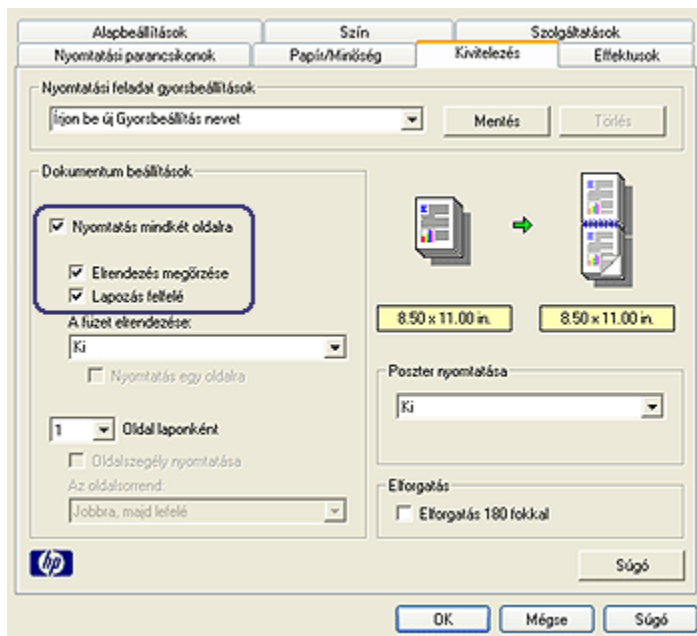 Alapbeállítások
Szín
Szolgáltatások
Nyomtatási parancsikonok
Papír/Minőség
Kivitelezés
Effektusok
Nyomtatási feladat gyorsbeállítások
Írjon be új Gyorsbeállítás nevet
Mentés
Törlés
Dokumentum beállítások
Nyomtatás mindkét oldalra
Elrendezés megőrzése
Lapozás felfelé
A füzet elrendezése:
Ki
Nyomtatás egy oldalra
1 Oldal laponként
Oldalszegély nyomtatása
Az oldalsorrend:
Jobbra, majd lefelé
8.50 x 11.00 in.
8.50 x 11.00 in.
Poszter nyomtatása
Ki
Elforgatás
Elforgatás 180 fokkal
hp
Súgó
OK
Mégse
Súgó